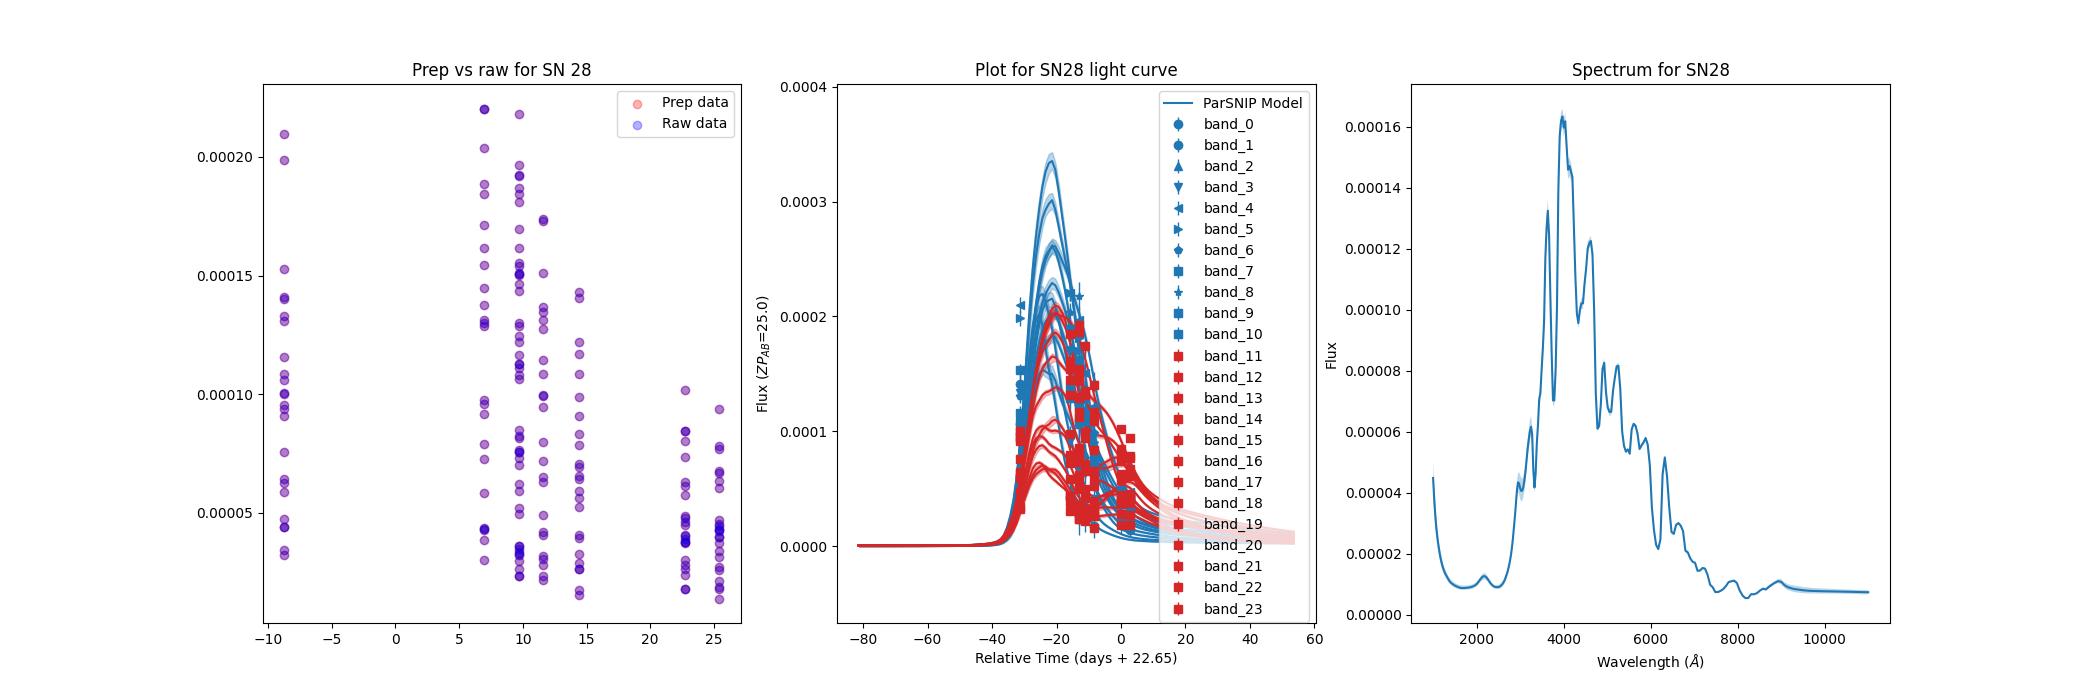 Prep vs raw for SN 28
Prep data
Raw data
0.00020
0.00015
0.00010
0.00005
−10
−5
0
5
10
15
20
25
Plot for SN28 light curve
Flux (ZP_AB=25.0)
0.0004
0.0003
0.0002
0.0001
0.0000
ParSNIP Model
band_0
band_1
band_2
band_3
band_4
band_5
band_6
band_7
band_8
band_9
band_10
band_11
band_12
band_13
band_14
band_15
band_16
band_17
band_18
band_19
band_20
band_21
band_22
band_23
−80
−60
−40
−20
0
20
40
60
Relative Time (days + 22.65)
Spectrum for SN28
Flux
0.00016
0.00014
0.00012
0.00010
0.00008
0.00006
0.00004
0.00002
0.00000
2000
4000
6000
8000
10000
Wavelength (Å)